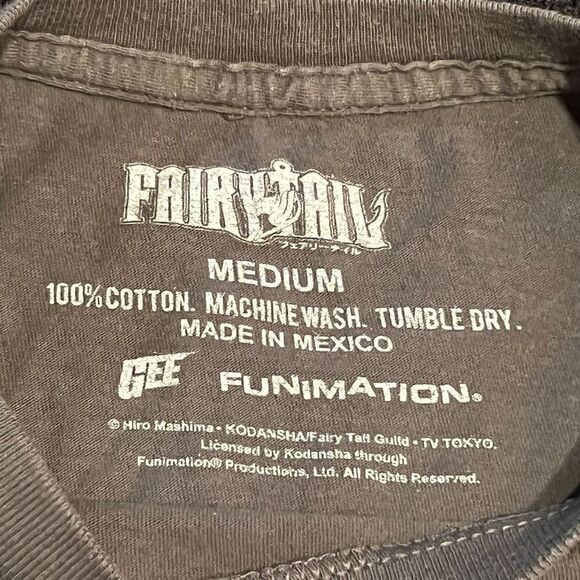 FAIRY TAIL
フェアリーテイル
MEDIUM
100% COTTON. MACHINE WASH. TUMBLE DRY.
MADE IN MEXICO
GEE FUNIMATION®
© Hiro Mashima • KODANSHA/Fairy Tail Guild • TV TOKYO.
Licensed by Kodansha through
Funimation® Productions, Ltd. All Rights Reserved.